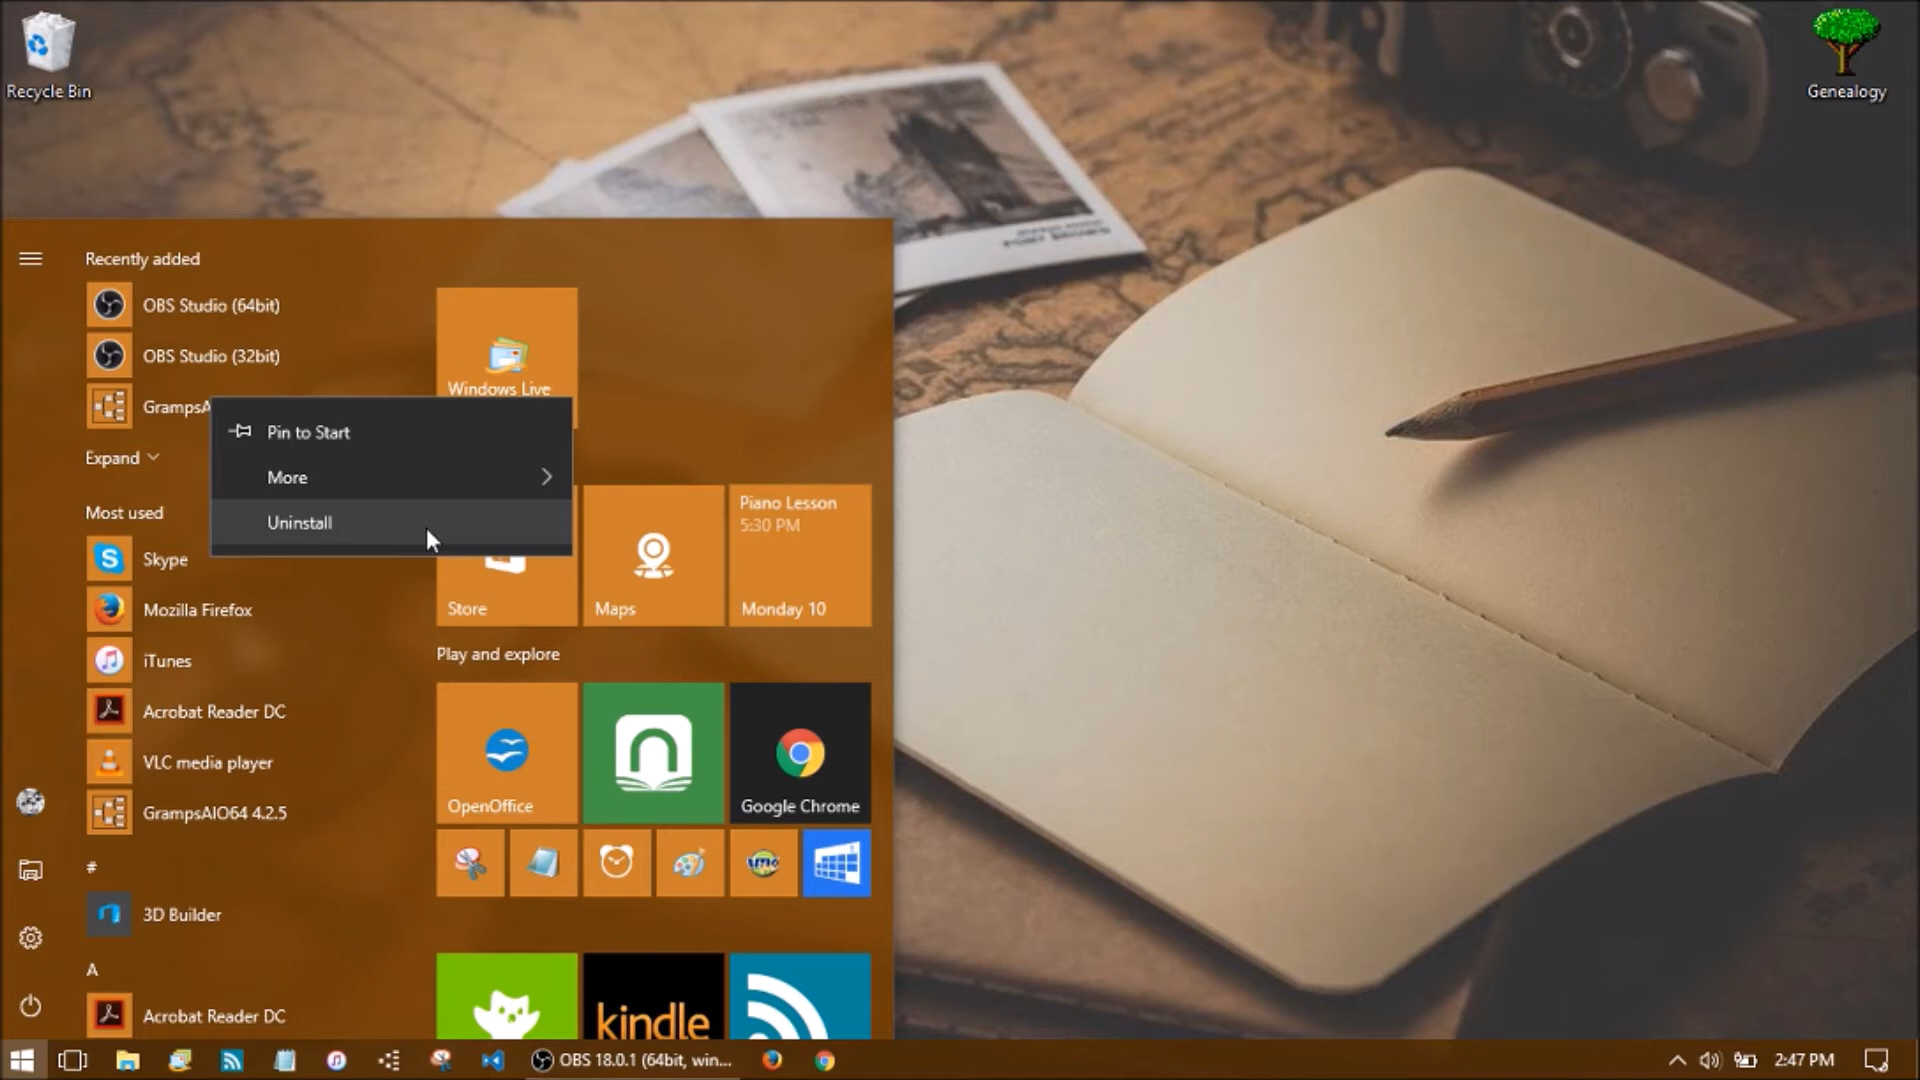 Recycle Bin
Genealogy
Recently added
OBS Studio (64bit)
OBS Studio (32bit)
GrampsA
Expand
Most used
Skype
Mozilla Firefox
iTunes
Acrobat Reader DC
VLC media player
GrampsAIO64 4.2.5
#
3D Builder
A
Acrobat Reader DC
Pin to Start
More
Uninstall
Windows Live
Store
Maps
Piano Lesson
5:30 PM
Monday 10
Play and explore
OpenOffice
Google Chrome
kindle
OBS 18.0.1 (64bit, win...
2:47 PM